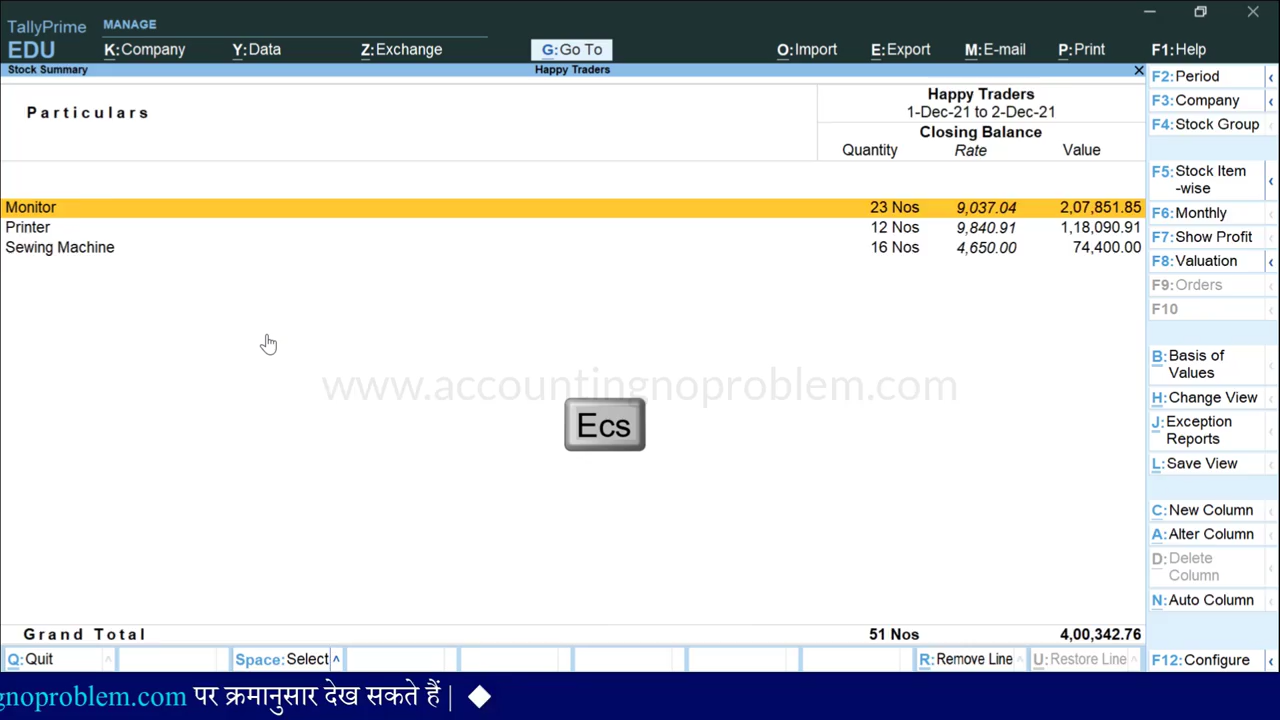 TallyPrime
EDU
MANAGE
K:Company Y:Data Z:Exchange G:Go To O:Import E:Export M:E-mail P:Print F1:Help
Stock Summary Happy Traders
Particulars
Happy Traders
1-Dec-21 to 2-Dec-21
Closing Balance
Quantity Rate Value
Monitor 23 Nos 9,037.04 2,07,851.85
Printer 12 Nos 9,840.91 1,18,090.91
Sewing Machine 16 Nos 4,650.00 74,400.00
www.accountingnoproblem.com
Ecs
Grand Total 51 Nos 4,00,342.76
Q:Quit Space:Select R:Remove Line U:Restore Line
F2:Period
F3:Company
F4:Stock Group
F5:Stock Item
-wise
F6:Monthly
F7:Show Profit
F8:Valuation
F9:Orders
F10
B:Basis of
Values
H:Change View
J:Exception
Reports
L:Save View
C:New Column
A:Alter Column
D:Delete
Column
N:Auto Column
F12:Configure
gnoproblem.com पर क्रमानुसार देख सकते हैं |